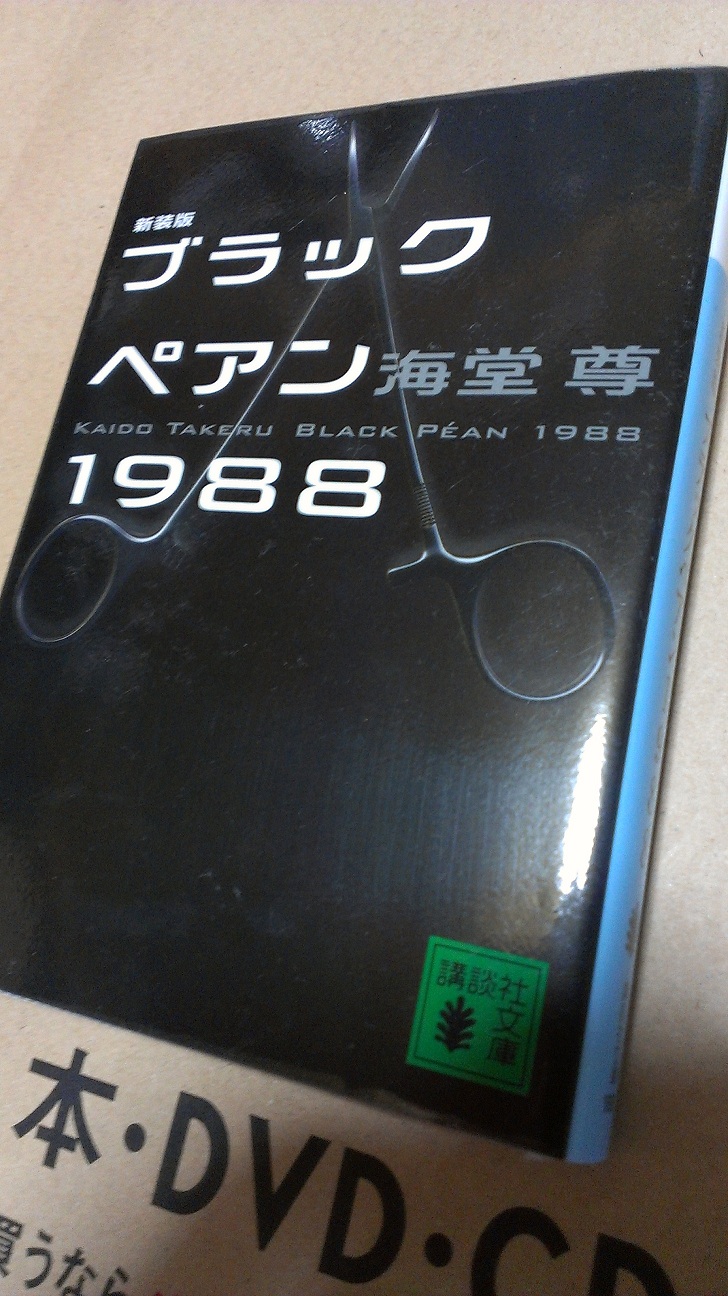 新装版
ブラック
ペアン 海堂 尊
KAIDO TAKERU BLACK PÉAN 1988
1988
講談社
文庫
本・DVD・CD
買うなら